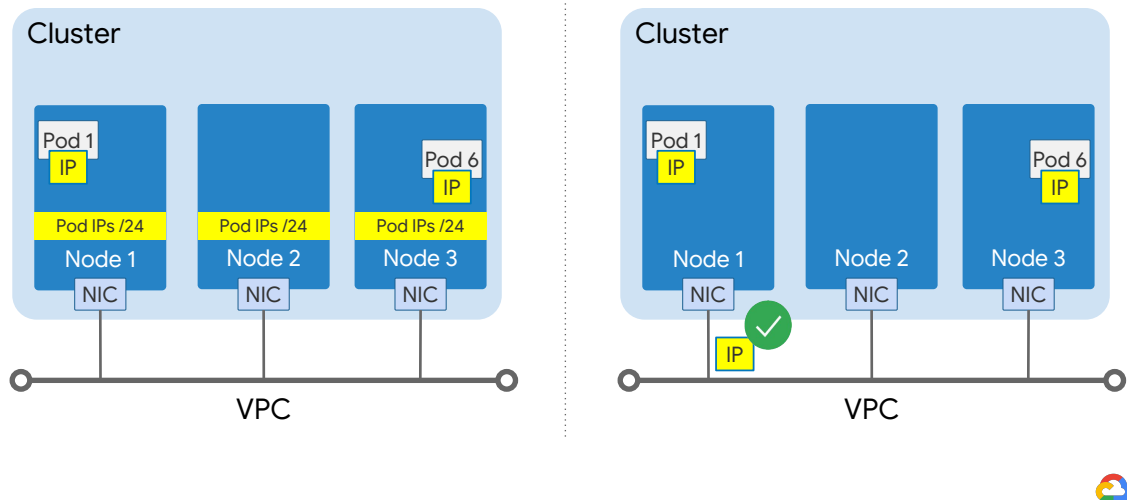 Cluster
Pod 1
IP
Pod 6
IP
Pod IPs /24
Pod IPs /24
Pod IPs /24
Node 1
Node 2
Node 3
NIC
NIC
NIC
VPC
Cluster
Pod 1
IP
Pod 6
IP
Node 1
Node 2
Node 3
NIC
NIC
NIC
IP
VPC